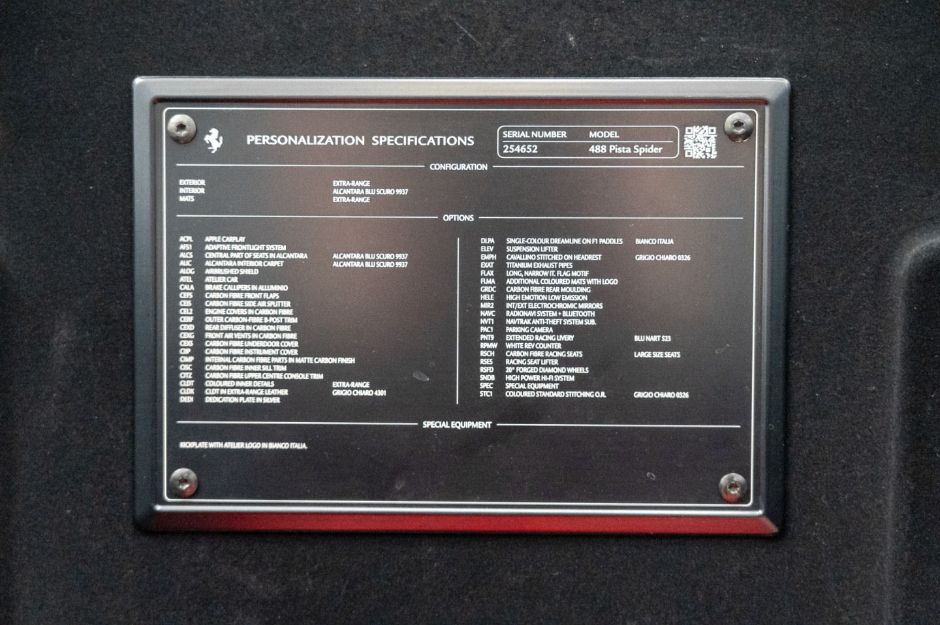 PERSONALIZATION SPECIFICATIONS
SERIAL NUMBER MODEL
254652 488 Pista Spider
CONFIGURATION
EXTERIOR EXTRA-RANGE
INTERIOR ALCANTARA BLU SCURO 9937
MATS EXTRA-RANGE
OPTIONS
ACPL APPLE CARPLAY
AFS1 ADAPTIVE FRONTLIGHT SYSTEM
ALCS CENTRAL PART OF SEATS IN ALCANTARA ALCANTARA BLU SCURO 9937
ALIC ALCANTARA INTERIOR CARPET ALCANTARA BLU SCURO 9937
ALOG AIRBRUSHED SHIELD
ATEL ATELIER CAR
CALA BRAKE CALLIPERS IN ALLUMINIO
CEFS CARBON FIBRE FRONT FLAPS
CEIS CARBON FIBRE SIDE AIR SPLITTER
CEL2 ENGINE COVERS IN CARBON FIBRE
CERF OUTER CARBON-FIBRE B-POST TRIM
CEXD REAR DIFFUSER IN CARBON FIBRE
CEXG FRONT AIR VENTS IN CARBON FIBRE
CEXS CARBON FIBRE UNDERDOOR COVER
CIIP CARBON FIBRE INSTRUMENT COVER
CIMP INTERNAL CARBON FIBRE PARTS IN MATTE CARBON FINISH
CISC CARBON FIBRE INNER SILL TRIM
CITZ CARBON FIBRE UPPER CENTRE CONSOLE TRIM
CLDT COLOURED INNER DETAILS EXTRA-RANGE
CLDX CLDT IN EXTRA-RANGE LEATHER GRIGIO CHIARO 4301
DEDI DEDICATION PLATE IN SILVER
DLPA SINGLE-COLOUR DREAMLINE ON F1 PADDLES BIANCO ITALIA
ELEV SUSPENSION LIFTER
EMPH CAVALLINO STITCHED ON HEADREST GRIGIO CHIARO 0326
EXAT TITANIUM EXHAUST PIPES
FLAX LONG, NARROW IT. FLAG MOTIF
FLMA ADDITIONAL COLOURED MATS WITH LOGO
GRDC CARBON FIBRE REAR MOULDING
HELE HIGH EMOTION LOW EMISSION
MIR2 INT/EXT ELECTROCHROMIC MIRRORS
NAVC RADIONAVI SYSTEM + BLUETOOTH
NVT1 NAVTRAK ANTI-THEFT SYSTEM SUB.
PAC1 PARKING CAMERA
PNT9 EXTENDED RACING LIVERY BLU NART 523
RPMW WHITE REV COUNTER
RSCH CARBON FIBRE RACING SEATS LARGE SIZE SEATS
RSES RACING SEAT LIFTER
RSFD 20" FORGED DIAMOND WHEELS
SND8 HIGH POWER HI-FI SYSTEM
SPEC SPECIAL EQUIPMENT
STC1 COLOURED STANDARD STITCHING O.R. GRIGIO CHIARO 0326
SPECIAL EQUIPMENT
KICKPLATE WITH ATELIER LOGO IN BIANCO ITALIA.